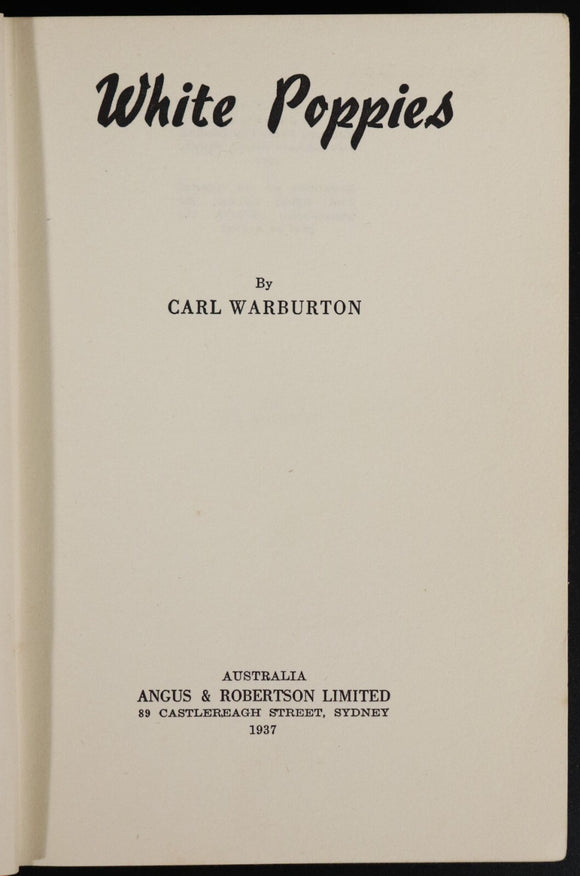 White Poppies
By
CARL WARBURTON
AUSTRALIA
ANGUS & ROBERTSON LIMITED
89 CASTLEREAGH STREET, SYDNEY
1937